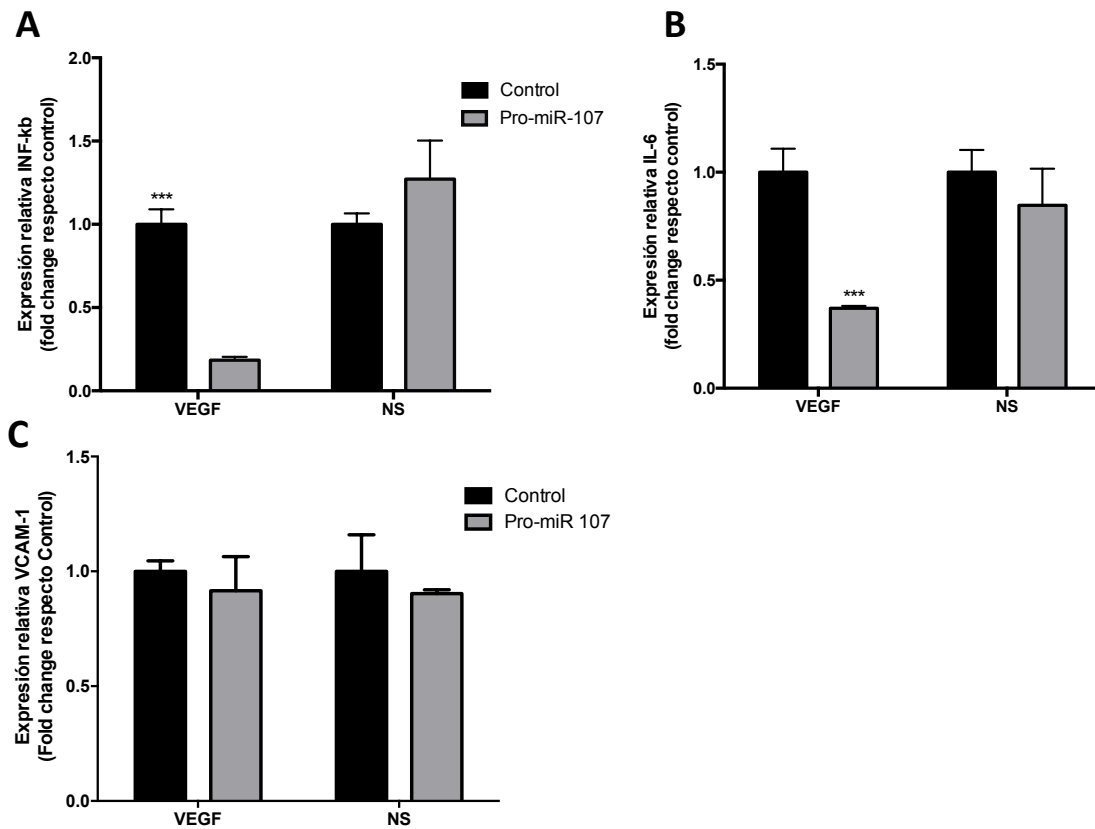 A
Expresión relativa INF-kb
(fold change respecto control)
2.0
1.5
1.0
0.5
0.0
***
VEGF
NS
Control
Pro-miR-107
B
Expresión relativa IL-6
(fold change respecto control)
1.5
1.0
0.5
0.0
***
VEGF
NS
C
Expresión relativa VCAM-1
(Fold change respecto Control)
1.5
1.0
0.5
0.0
VEGF
NS
Control
Pro-miR 107